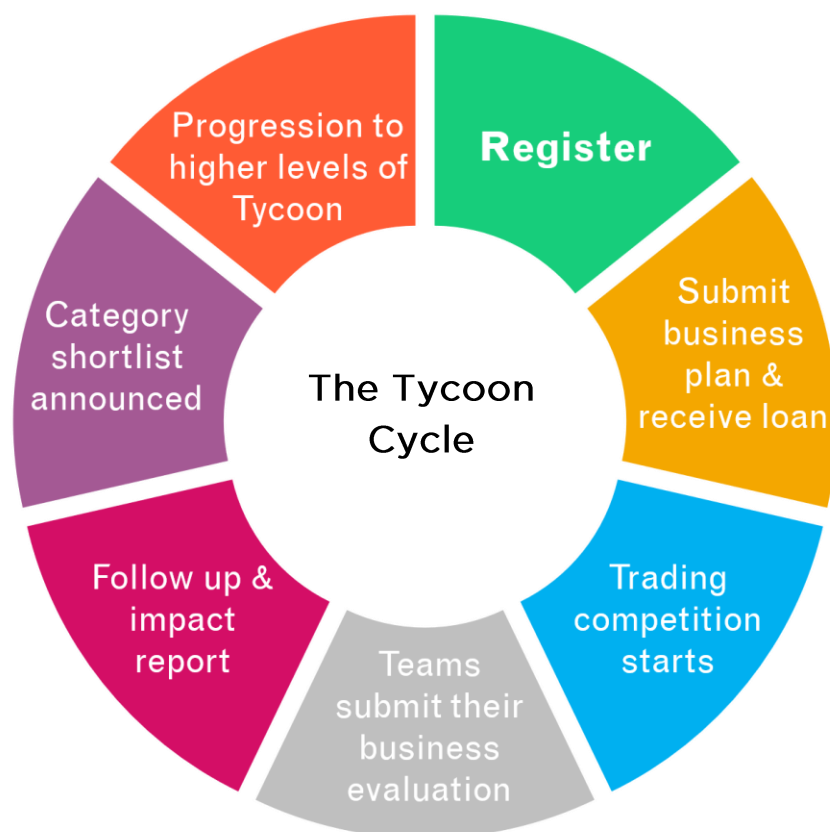 The Tycoon
Cycle
Register
Submit
business
plan &
receive loan
Trading
competition
starts
Teams
submit their
business
evaluation
Follow up &
impact
report
Category
shortlist
announced
Progression to
higher levels of
Tycoon